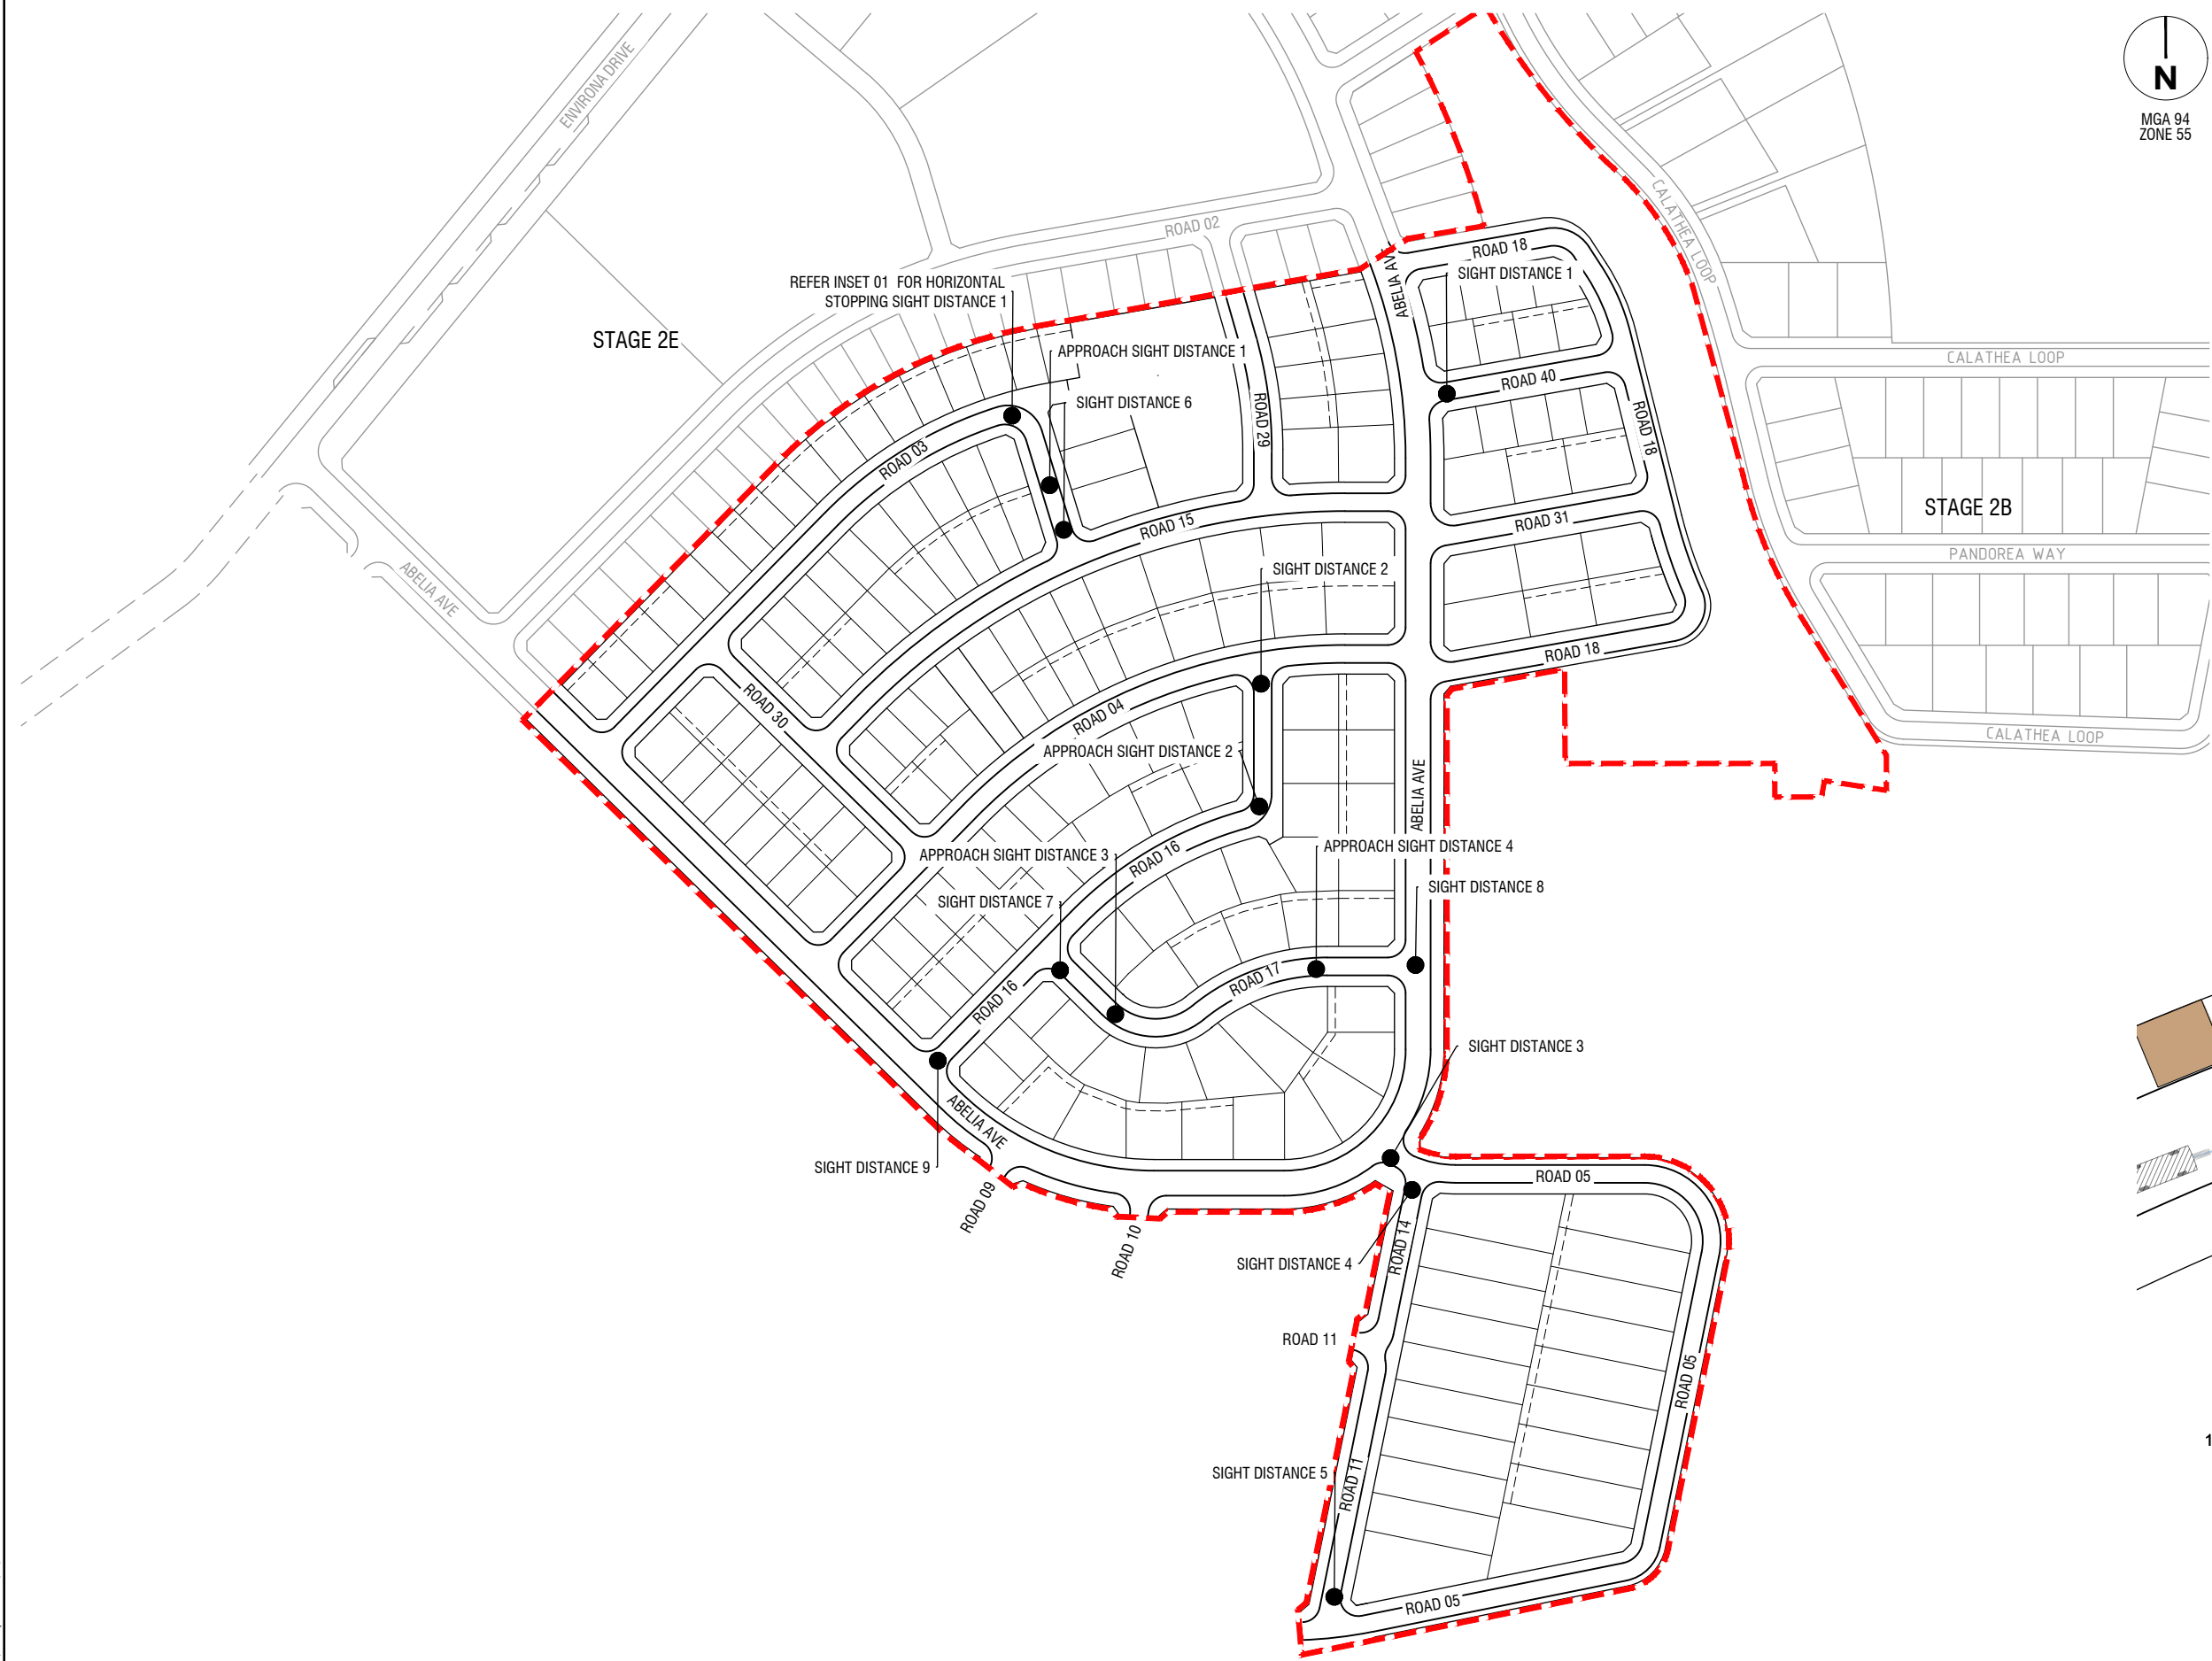 ENVIRONA DRIVE
N
MGA 94
ZONE 55
CALATHEA LOOP
ROAD 02
ROAD 18
ABELIA AVE
SIGHT DISTANCE 1
REFER INSET 01 FOR HORIZONTAL
STOPPING SIGHT DISTANCE 1
STAGE 2E
APPROACH SIGHT DISTANCE 1
CALATHEA LOOP
ROAD 40
SIGHT DISTANCE 6
ROAD 29
ROAD 18
ROAD 03
STAGE 2B
ROAD 15
ROAD 31
PANDOREA WAY
ABELIA AVE
SIGHT DISTANCE 2
ROAD 18
ROAD 30
ROAD 04
CALATHEA LOOP
APPROACH SIGHT DISTANCE 2
ABELIA AVE
APPROACH SIGHT DISTANCE 3
ROAD 16
APPROACH SIGHT DISTANCE 4
SIGHT DISTANCE 8
SIGHT DISTANCE 7
ROAD 17
ROAD 16
SIGHT DISTANCE 3
ABELIA AVE
SIGHT DISTANCE 9
ROAD 05
ROAD 09
ROAD 10
ROAD 14
SIGHT DISTANCE 4
ROAD 11
ROAD 05
SIGHT DISTANCE 5
ROAD 11
ROAD 05
1